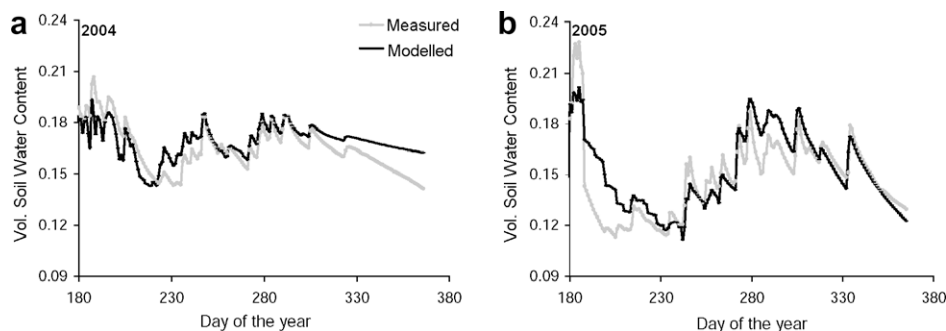 a
2004
Measured
Modelled
Vol. Soil Water Content
0.24
0.21
0.18
0.15
0.12
0.09
180 230 280 330 380
Day of the year
b
2005
Vol. Soil Water Content
0.24
0.21
0.18
0.15
0.12
0.09
180 230 280 330 380
Day of the year